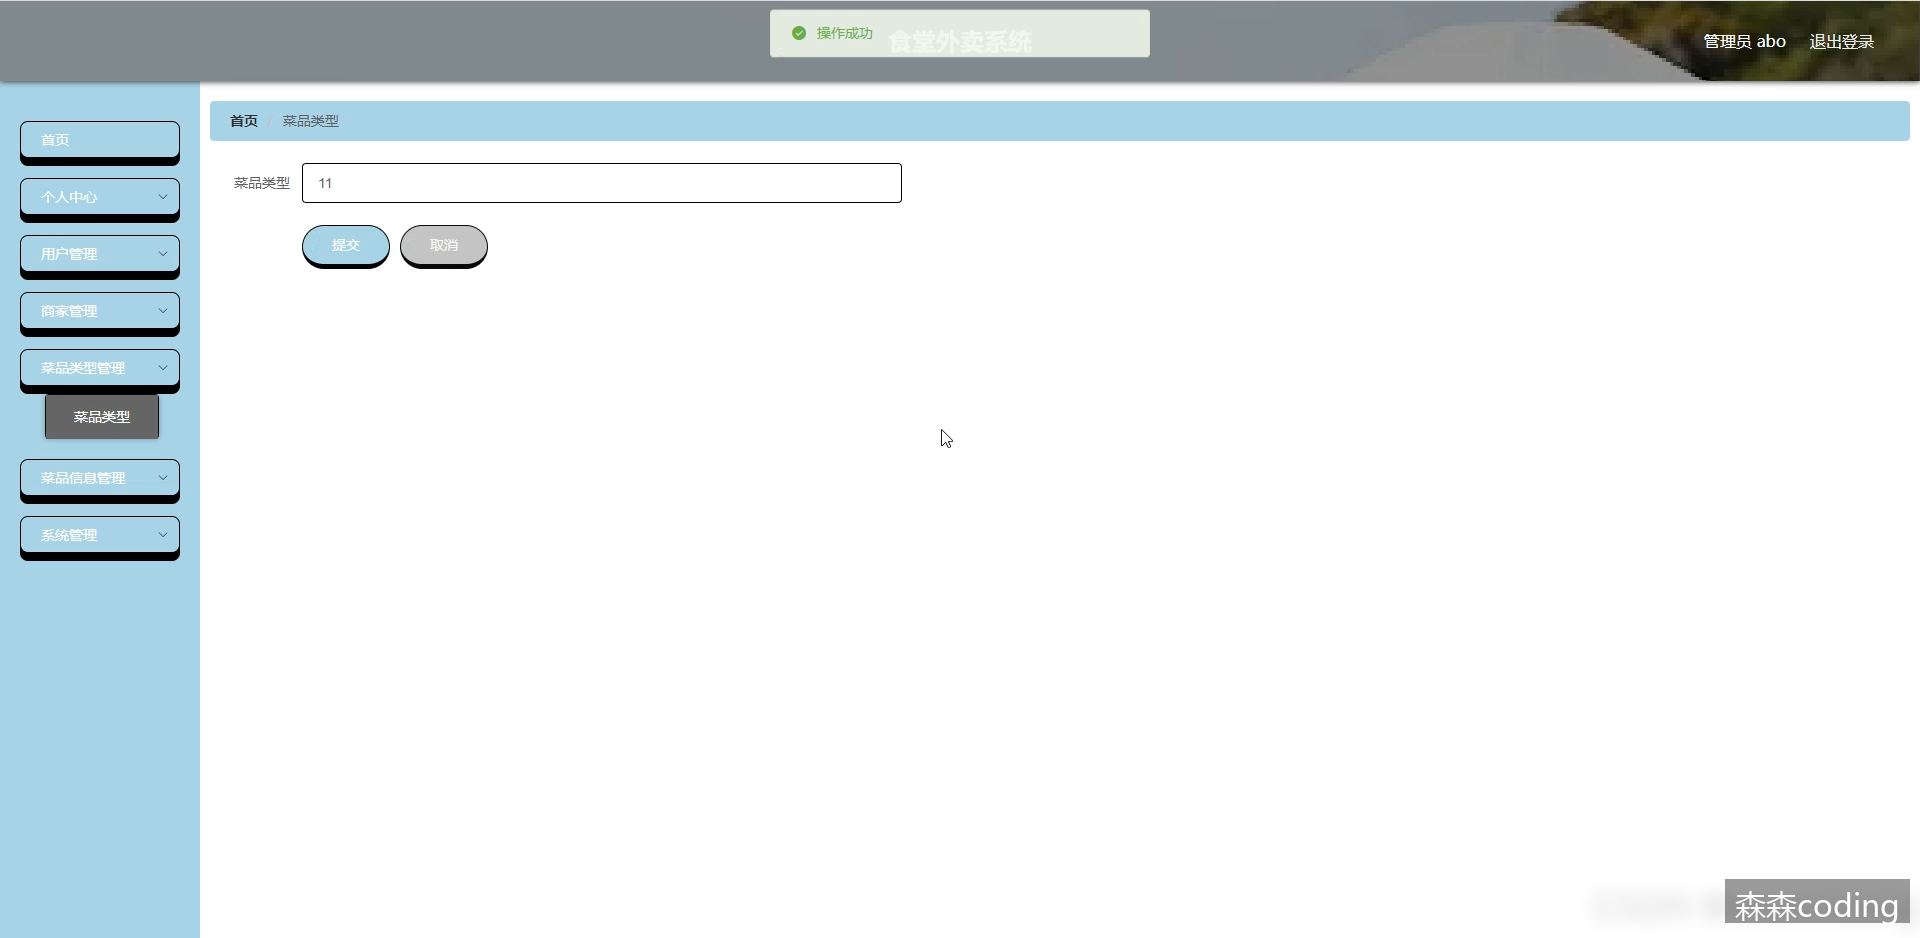 操作成功
食堂外卖系统
管理员 abo
退出登录
首页
个人中心
用户管理
商家管理
菜品类型管理
菜品类型
菜品信息管理
系统管理
首页 / 菜品类型
菜品类型
11
提交
取消
森森coding